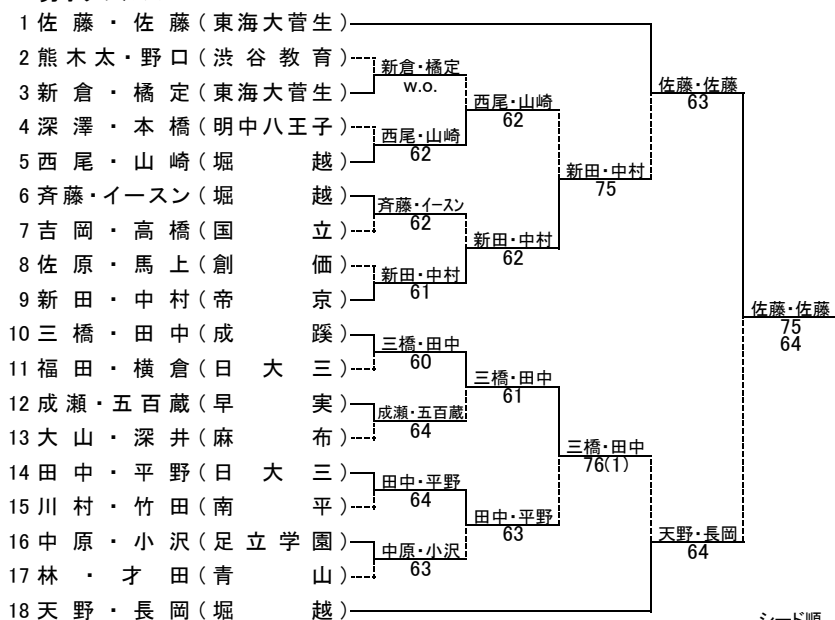 1 佐藤・佐藤(東海大菅生)
2 熊木太・野口(渋谷教育)
3 新倉・橘定(東海大菅生)
4 深澤・本橋(明中八王子)
5 西尾・山崎(堀越)
6 斉藤・イースン(堀越)
7 吉岡・高橋(国立)
8 佐原・馬上(創価)
9 新田・中村(帝京)
10 三橋・田中(成蹊)
11 福田・横倉(日大三)
12 成瀬・五百蔵(早実)
13 大山・深井(麻布)
14 田中・平野(日大三)
15 川村・竹田(南平)
16 中原・小沢(足立学園)
17 林・才田(青山)
18 天野・長岡(堀越)
新倉・橘定
w.o.
西尾・山崎
62
斉藤・イースン
62
新田・中村
61
三橋・田中
60
成瀬・五百蔵
64
田中・平野
64
中原・小沢
63
西尾・山崎
62
新田・中村
62
三橋・田中
61
田中・平野
63
新田・中村
75
三橋・田中
76(1)
佐藤・佐藤
63
天野・長岡
64
佐藤・佐藤
75
64
シード順